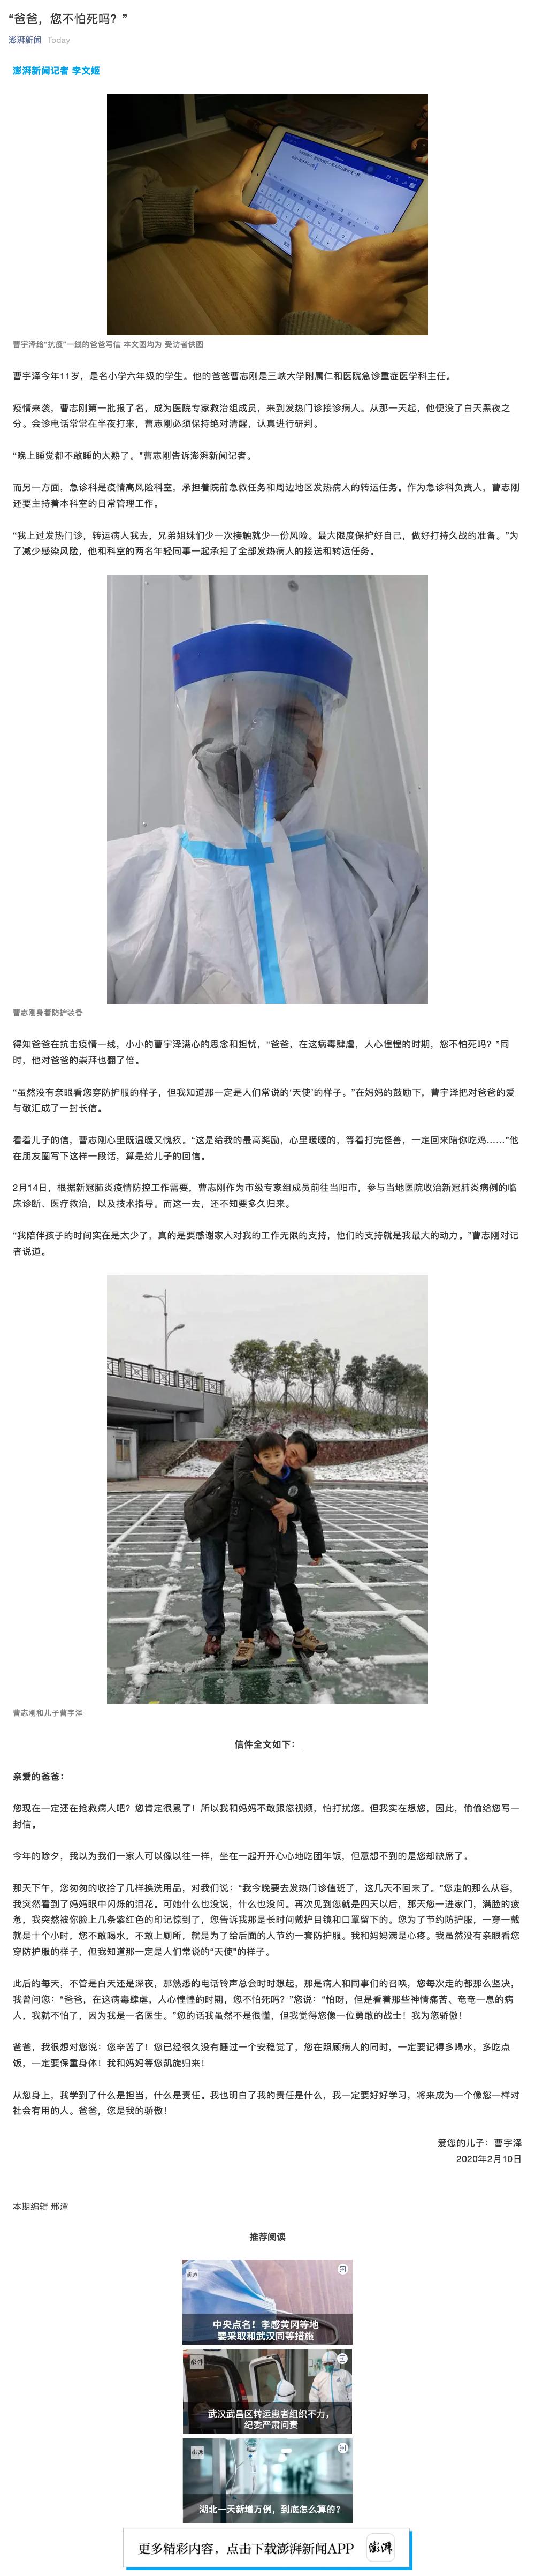 “爸爸，您不怕死吗？”
澎湃新闻 Today
澎湃新闻记者 李文姬
曹宇泽给“抗疫”一线的爸爸写信 本文图均为 受访者供图
曹宇泽今年11岁，是名小学六年级的学生。他的爸爸曹志刚是三峡大学附属仁和医院急诊重症医学科主任。
疫情来袭，曹志刚第一批报了名，成为医院专家救治组成员，来到发热门诊接诊病人。从那一天起，他便没了白天黑夜之
分。会诊电话常常在半夜打来，曹志刚必须保持绝对清醒，认真进行研判。
“晚上睡觉都不敢睡的太熟了。”曹志刚告诉澎湃新闻记者。
而另一方面，急诊科是疫情高风险科室，承担着院前急救任务和周边地区发热病人的转运任务。作为急诊科负责人，曹志刚
还要主持着本科室的日常管理工作。
“我上过发热门诊，转运病人我去，兄弟姐妹们少一次接触就少一份风险。最大限度保护好自己，做好打持久战的准备。”为
了减少感染风险，他和科室的两名年轻同事一起承担了全部发热病人的接送和转运任务。
曹志刚身着防护装备
得知爸爸在抗击疫情一线，小小的曹宇泽满心的思念和担忧，“爸爸，在这病毒肆虐，人心惶惶的时期，您不怕死吗？”同
时，他对爸爸的崇拜也翻了倍。
“虽然没有亲眼看您穿防护服的样子，但我知道那一定是人们常说的‘天使’的样子。”在妈妈的鼓励下，曹宇泽把对爸爸的爱
与敬汇成了一封长信。
看着儿子的信，曹志刚心里既温暖又愧疚。“这是给我的最高奖励，心里暖暖的，等着打完怪兽，一定回来陪你吃鸡……”他
在朋友圈写下这样一段话，算是给儿子的回信。
2月14日，根据新冠肺炎疫情防控工作需要，曹志刚作为市级专家组成员前往当阳市，参与当地医院收治新冠肺炎病例的临
床诊断、医疗救治，以及技术指导。而这一去，还不知要多久归来。
“我陪伴孩子的时间实在是太少了，真的是要感谢家人对我的工作无限的支持，他们的支持就是我最大的动力。”曹志刚对记
者说道。
曹志刚和儿子曹宇泽
信件全文如下：
亲爱的爸爸：
您现在一定还在抢救病人吧？您肯定很累了！所以我和妈妈不敢跟您视频，怕打扰您。但我实在想您，因此，偷偷给您写一
封信。
今年的除夕，我以为我们一家人可以像以往一样，坐在一起开开心心地吃团年饭，但意想不到的是您却缺席了。
那天下午，您匆匆的收拾了几样换洗用品，对我们说：“我今晚要去发热门诊值班了，这几天不回来了。”您走的那么从容，
我突然看到了妈妈眼中闪烁的泪花。可她什么也没说，什么也没问。再次见到您就是四天以后，那天您一进家门，满脸的疲
惫，我突然被你脸上几条紫红色的印记惊到了，您告诉我那是长时间戴护目镜和口罩留下的。您为了节约防护服，一穿一戴
就是十个小时，您不敢喝水，不敢上厕所，就是为了给后面的人节约一套防护服。我和妈妈满是心疼。我虽然没有亲眼看您
穿防护服的样子，但我知道那一定是人们常说的“天使”的样子。
此后的每天，不管是白天还是深夜，那熟悉的电话铃声总会时时想起，那是病人和同事们的召唤，您每次走的都那么坚决，
我曾问您：“爸爸，在这病毒肆虐，人心惶惶的时期，您不怕死吗？”您说：“怕呀，但是看着那些神情痛苦、奄奄一息的病
人，我就不怕了，因为我是一名医生。”您的话我虽然不是很懂，但我觉得您像一位勇敢的战士！我为您骄傲！
爸爸，我很想对您说：您辛苦了！您已经很久没有睡过一个安稳觉了，您在照顾病人的同时，一定要记得多喝水，多吃点
饭，一定要保重身体！我和妈妈等您凯旋归来！
从您身上，我学到了什么是担当，什么是责任。我也明白了我的责任是什么，我一定要好好学习，将来成为一个像您一样对
社会有用的人。爸爸，您是我的骄傲！
爱您的儿子：曹宇泽
2020年2月10日
本期编辑 邢潭
推荐阅读
澎湃
中央点名！孝感黄冈等地
要采取和武汉同等措施
澎湃
武汉武昌区转运患者组织不力，
纪委严肃问责
澎湃
湖北一天新增万例，到底怎么算的？
更多精彩内容，点击下载澎湃新闻APP 澎湃